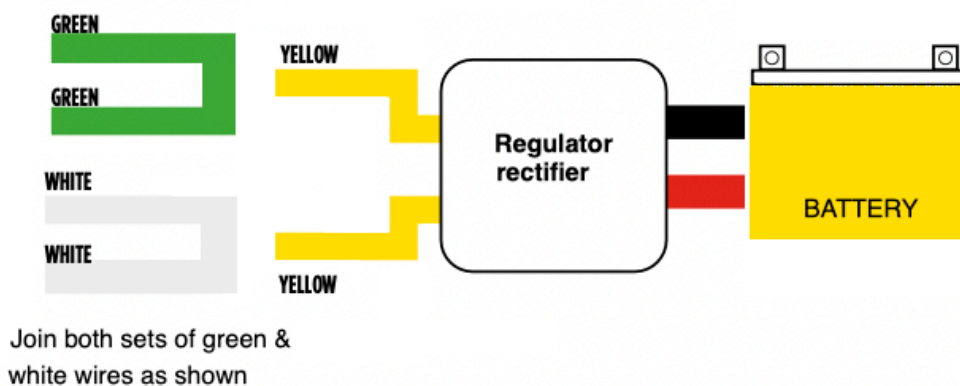 GREEN
GREEN
YELLOW
Regulator
rectifier
BATTERY
WHITE
WHITE
YELLOW
Join both sets of green &
white wires as shown